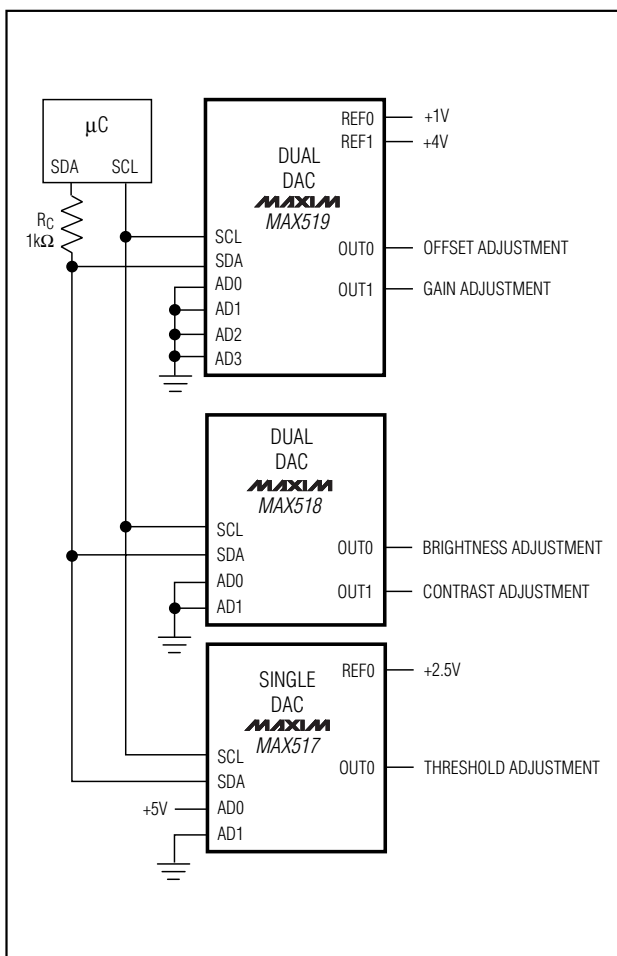 μC
SDA SCL
RC
1kΩ
DUAL
DAC
MAXIM
MAX519
REF0 +1V
REF1 +4V
SCL
SDA
AD0
AD1
AD2
AD3
OUT0 OFFSET ADJUSTMENT
OUT1 GAIN ADJUSTMENT
DUAL
DAC
MAXIM
MAX518
SCL
SDA
AD0
AD1
OUT0 BRIGHTNESS ADJUSTMENT
OUT1 CONTRAST ADJUSTMENT
SINGLE
DAC
MAXIM
MAX517
REF0 +2.5V
SCL
SDA
+5V AD0
AD1
OUT0 THRESHOLD ADJUSTMENT